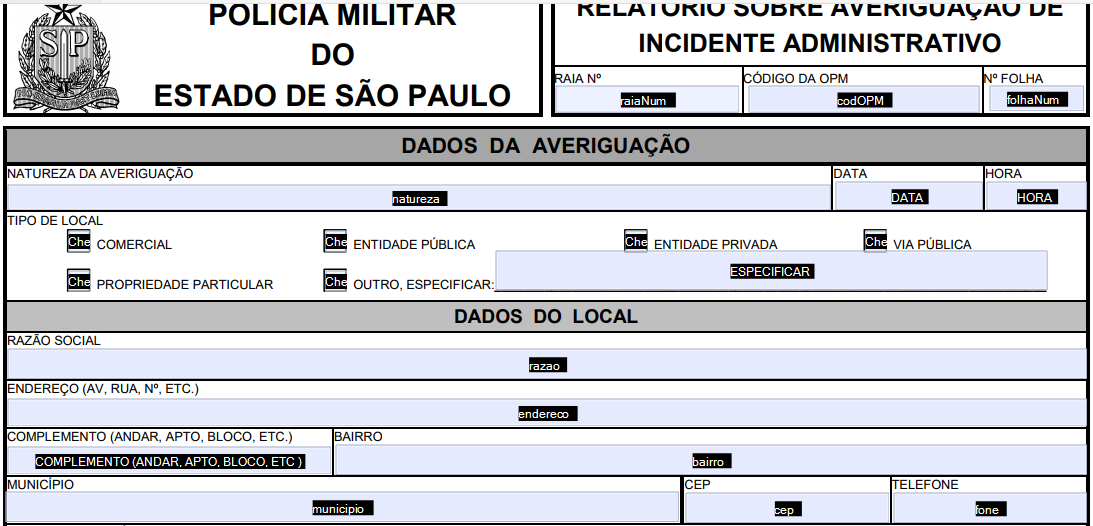 POLÍCIA MILITAR
DO
ESTADO DE SÃO PAULO
SP
RELATÓRIO SOBRE AVERIGUAÇÃO DE
INCIDENTE ADMINISTRATIVO
RAIA Nº CÓDIGO DA OPM Nº FOLHA
raiaNum codOPM folhaNum
DADOS DA AVERIGUAÇÃO
NATUREZA DA AVERIGUAÇÃO DATA HORA
natureza DATA HORA
TIPO DE LOCAL
Che COMERCIAL Che ENTIDADE PÚBLICA Che ENTIDADE PRIVADA Che VIA PÚBLICA
ESPECIFICAR
Che PROPRIEDADE PARTICULAR Che OUTRO, ESPECIFICAR:
DADOS DO LOCAL
RAZÃO SOCIAL
razao
ENDEREÇO (AV, RUA, Nº, ETC.)
endereco
COMPLEMENTO (ANDAR, APTO, BLOCO, ETC.) BAIRRO
COMPLEMENTO (ANDAR, APTO, BLOCO, ETC ) bairro
MUNICÍPIO CEP TELEFONE
municipio cep fone